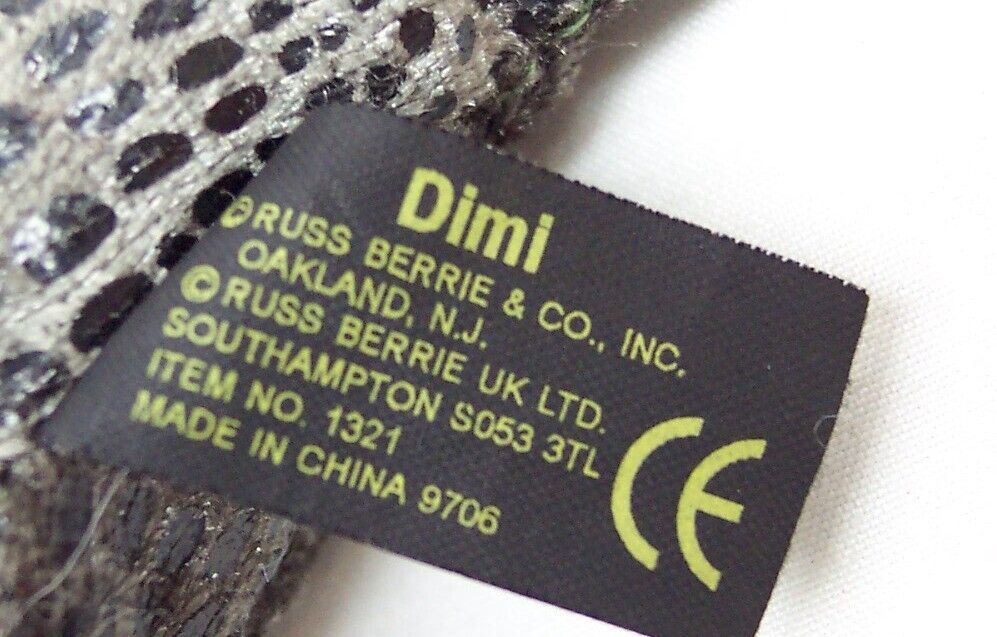 Dimi
© RUSS BERRIE & CO., INC.
OAKLAND, N.J.
© RUSS BERRIE UK LTD.
SOUTHAMPTON S053 3TL
ITEM NO. 1321
MADE IN CHINA 9706
CE